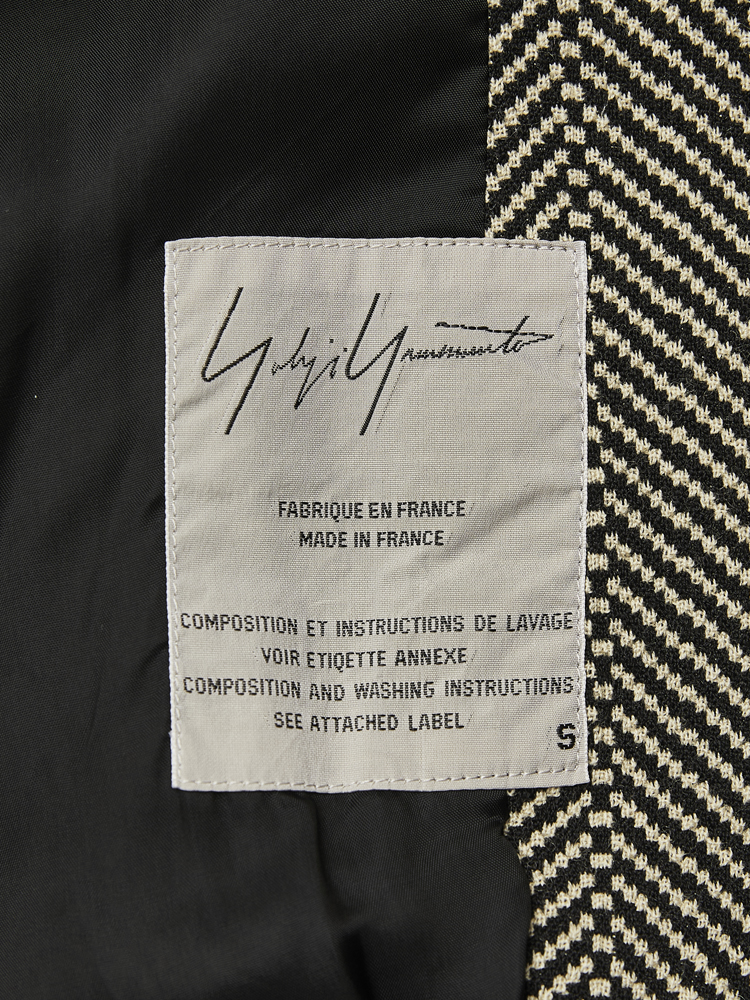 Yohji Yamamoto
FABRIQUE EN FRANCE
MADE IN FRANCE
COMPOSITION ET INSTRUCTIONS DE LAVAGE
VOIR ETIQETTE ANNEXE
COMPOSITION AND WASHING INSTRUCTIONS
SEE ATTACHED LABEL
S